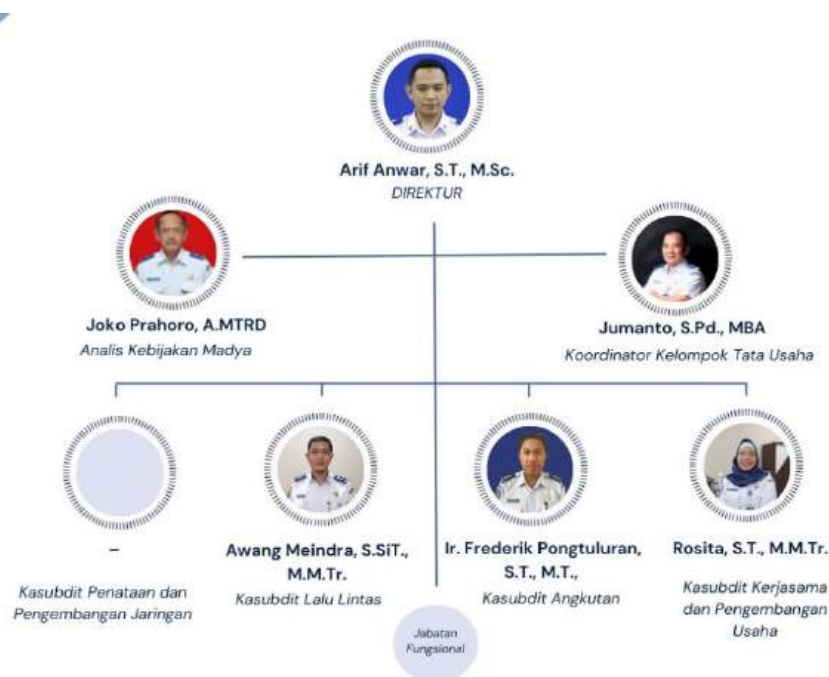 Arif Anwar, S.T., M.Sc.
DIREKTUR
Joko Prahoro, A.MTRD
Analis Kebijakan Madya
Jumanto, S.Pd., MBA
Koordinator Kelompok Tata Usaha
–
Kasubdit Penataan dan
Pengembangan Jaringan
Awang Meindra, S.SiT.,
M.M.Tr.
Kasubdit Lalu Lintas
Ir. Frederik Pongtuluran,
S.T., M.T.,
Kasubdit Angkutan
Rosita, S.T., M.M.Tr.
Kasubdit Kerjasama
dan Pengembangan
Usaha
Jabatan
Fungsional